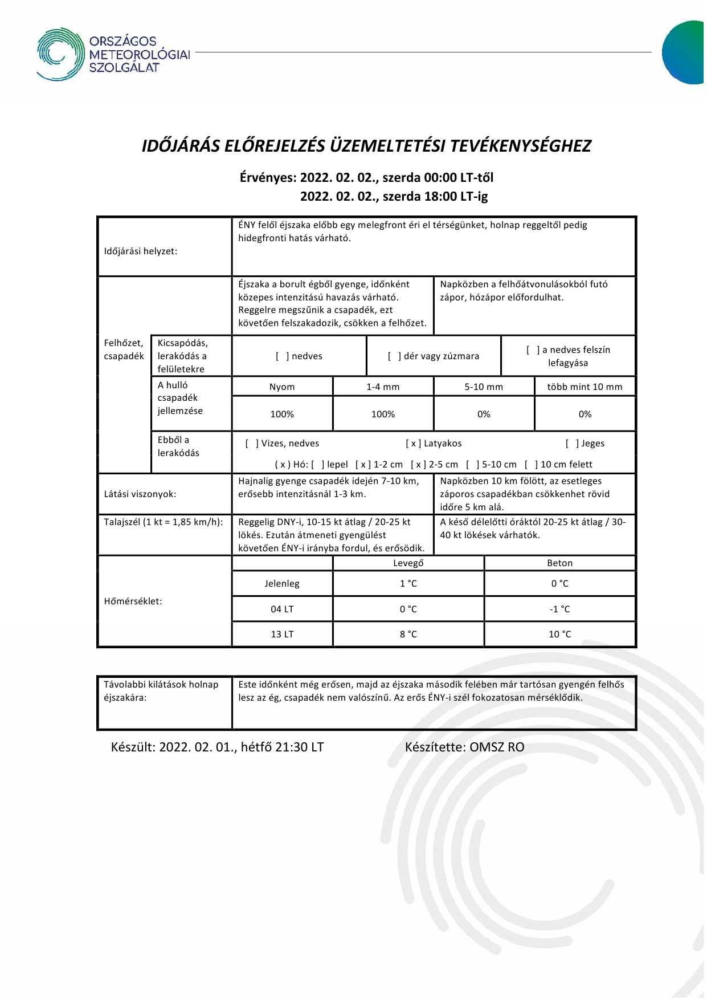 ORSZÁGOS
METEOROLÓGIAI
SZOLGÁLAT
IDŐJÁRÁS ELŐREJELZÉS ÜZEMELTETÉSI TEVÉKENYSÉGHEZ
Érvényes: 2022. 02. 02., szerda 00:00 LT-től
2022. 02. 02., szerda 18:00 LT-ig
Időjárási helyzet:
ÉNY felől éjszaka előbb egy melegfront éri el térségünket, holnap reggeltől pedig
hidegfronti hatás várható.
Felhőzet,
csapadék
Éjszaka a borult égből gyenge, időnként
közepes intenzitású havazás várható.
Reggelre megszűnik a csapadék, ezt
követően felszakadozik, csökken a felhőzet.
Napközben a felhőátvonulásokból futó
zápor, hózápor előfordulhat.
Kicsapódás,
lerakódás a
felületekre
[ ] nedves
[ ] dér vagy zúzmara
[ ] a nedves felszín
lefagyása
A hulló
csapadék
jellemzése
Nyom 1-4 mm 5-10 mm több mint 10 mm
100% 100% 0% 0%
Ebből a
lerakódás
[ ] Vizes, nedves [ x ] Latyakos [ ] Jeges
( x ) Hó: [ ] lepel [ x ] 1-2 cm [ x ] 2-5 cm [ ] 5-10 cm [ ] 10 cm felett
Látási viszonyok:
Hajnalig gyenge csapadék idején 7-10 km,
erősebb intenzitásnál 1-3 km.
Napközben 10 km fölött, az esetleges
záporos csapadékban csökkenhet rövid
időre 5 km alá.
Talajszél (1 kt = 1,85 km/h):
Reggelig DNY-i, 10-15 kt átlag / 20-25 kt
lökés. Ezután átmeneti gyengülést
követően ÉNY-i irányba fordul, és erősödik.
A késő délelőtti óráktól 20-25 kt átlag / 30-
40 kt lökések várhatók.
Hőmérséklet:
Levegő Beton
Jelenleg 1 °C 0 °C
04 LT 0 °C -1 °C
13 LT 8 °C 10 °C
Távolabbi kilátások holnap
éjszakára:
Este időnként még erősen, majd az éjszaka második felében már tartósan gyengén felhős
lesz az ég, csapadék nem valószínű. Az erős ÉNY-i szél fokozatosan mérséklődik.
Készült: 2022. 02. 01., hétfő 21:30 LT Készítette: OMSZ RO